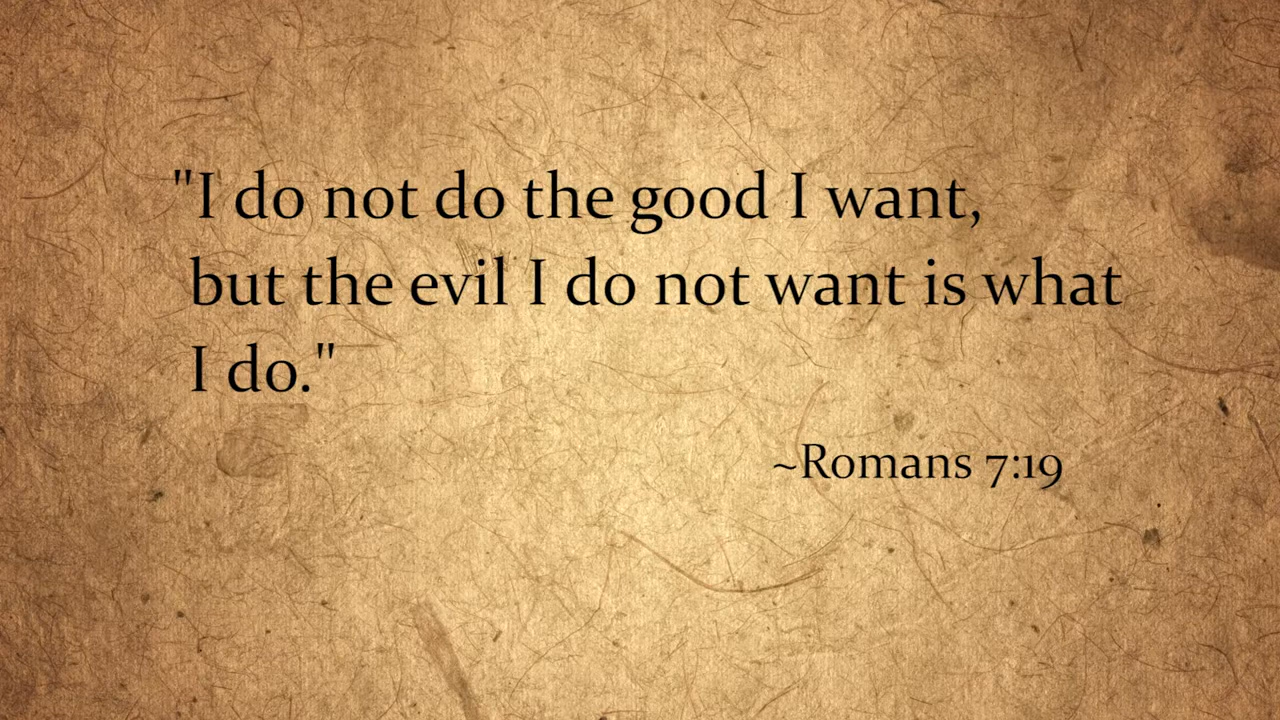 "I do not do the good I want,
but the evil I do not want is what
I do."
~Romans 7:19